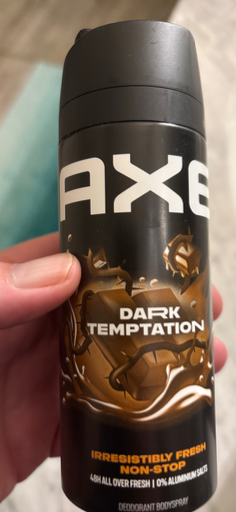 AXE
DARK
TEMPTATION
IRRESISTIBLY FRESH
NON-STOP
48H ALL OVER FRESH | 0% ALUMINIUM SALTS
DEODORANT BODYSPRAY